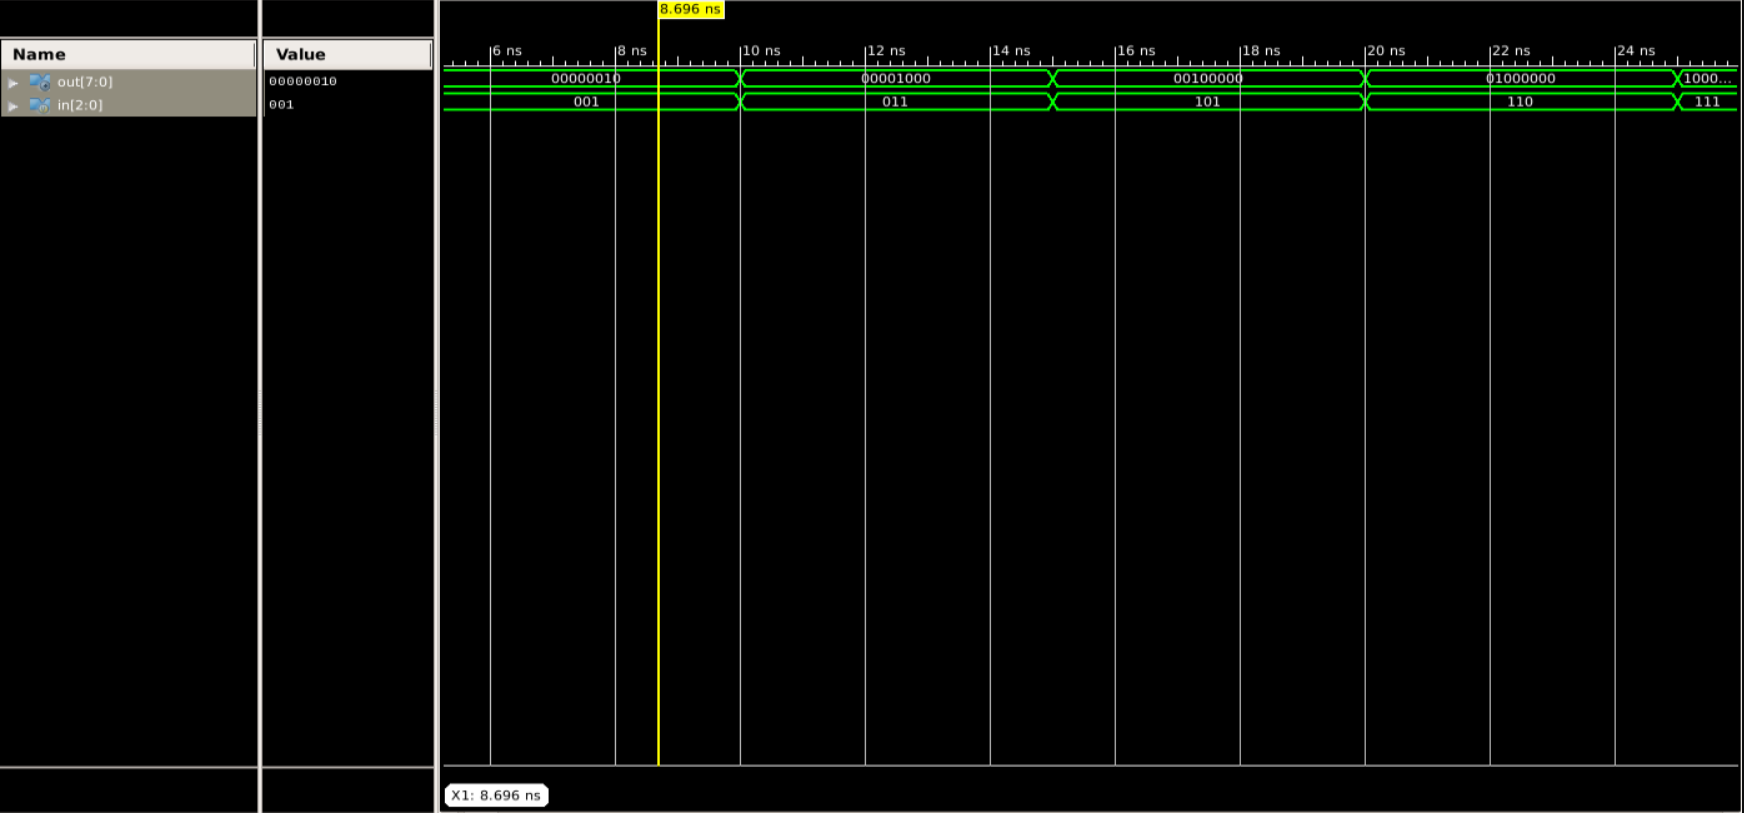 8.696 ns
Name Value 6 ns 8 ns 10 ns 12 ns 14 ns 16 ns 18 ns 20 ns 22 ns 24 ns
out[7:0] 00000010 00000010 00001000 00100000 01000000 1000...
in[2:0] 001 001 011 101 110 111
X1: 8.696 ns